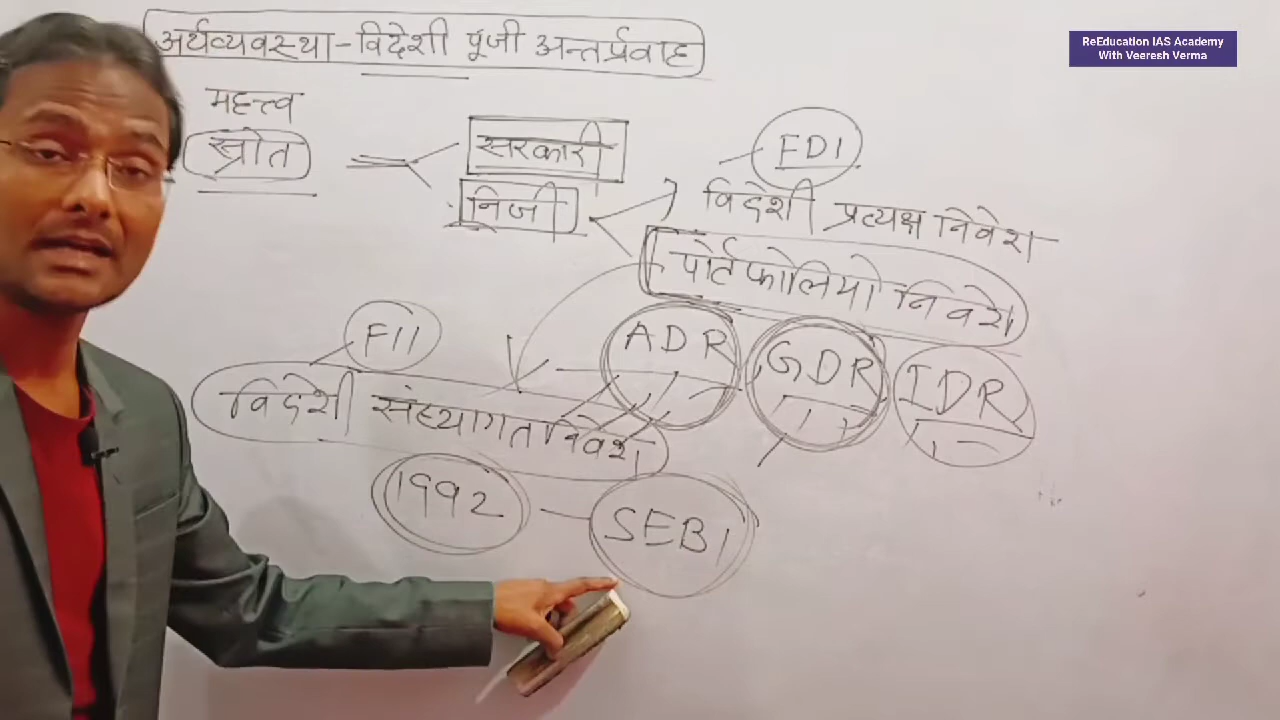 ReEducation IAS Academy
With Veeresh Verma
अर्थव्यवस्था-विदेशी पूंजी अन्तर्प्रवाह
महत्त्व
स्रोत
सरकारी
निजी
FDI
विदेशी प्रत्यक्ष निवेश
पोर्टफोलियो निवेश
ADR GDR IDR
FII
विदेशी संस्थागत निवेश
1992 - SEBI